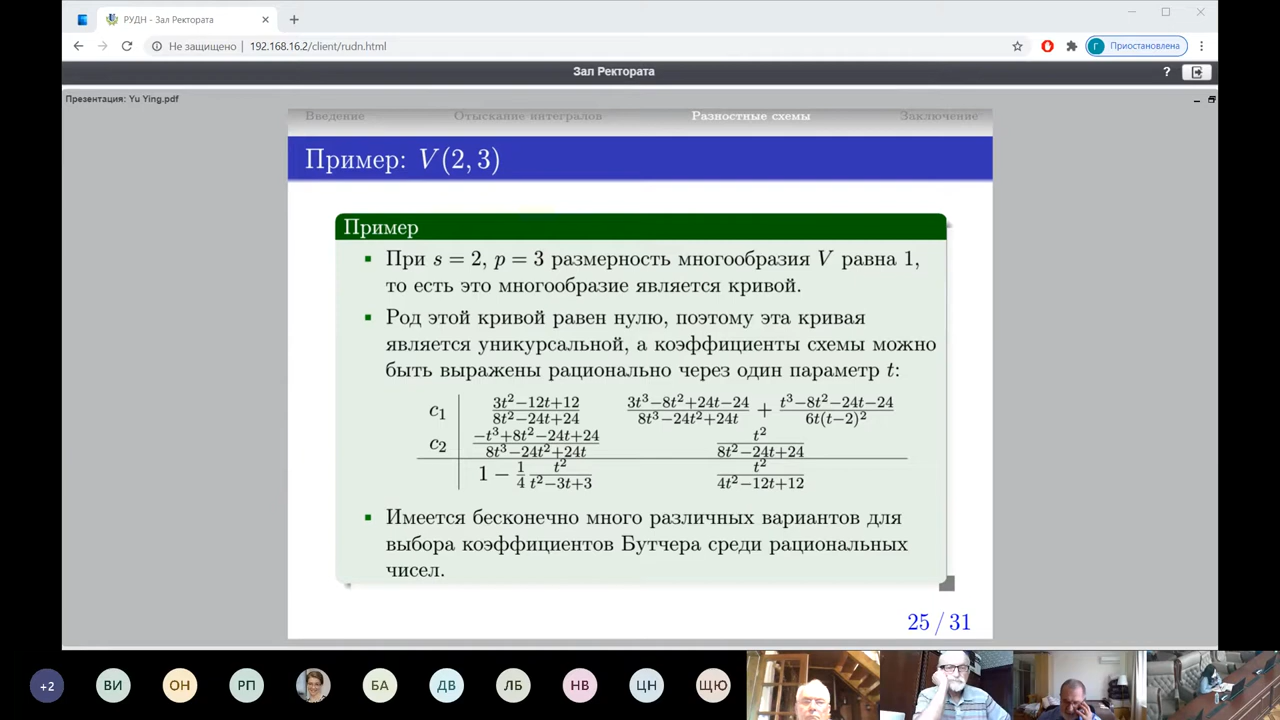 РУДН - Зал Ректората
Не защищено 192.168.16.2/client/rudn.html
Г Приостановлена
Зал Ректората ?
Презентация: Yu Ying.pdf
Введение Отыскание интегралов Разностные схемы Заключение
Пример: V(2, 3)
Пример
При s = 2, p = 3 размерность многообразия V равна 1,
то есть это многообразие является кривой.
Род этой кривой равен нулю, поэтому эта кривая
является уникурсальной, а коэффициенты схемы можно
быть выражены рационально через один параметр t:
c₁ | (3t²−12t+12)/(8t²−24t+24) (3t³−8t²+24t−24)/(8t³−24t²+24t) + (t³−8t²−24t−24)/(6t(t−2)²)
c₂ | (−t³+8t²−24t+24)/(8t³−24t²+24t) t²/(8t²−24t+24)
| 1 − 1/4 t²/(t²−3t+3) t²/(4t²−12t+12)
Имеется бесконечно много различных вариантов для
выбора коэффициентов Бутчера среди рациональных
чисел.
25 / 31
+2 ВИ ОН РП БА ДВ ЛБ НВ ЦН ЩЮ